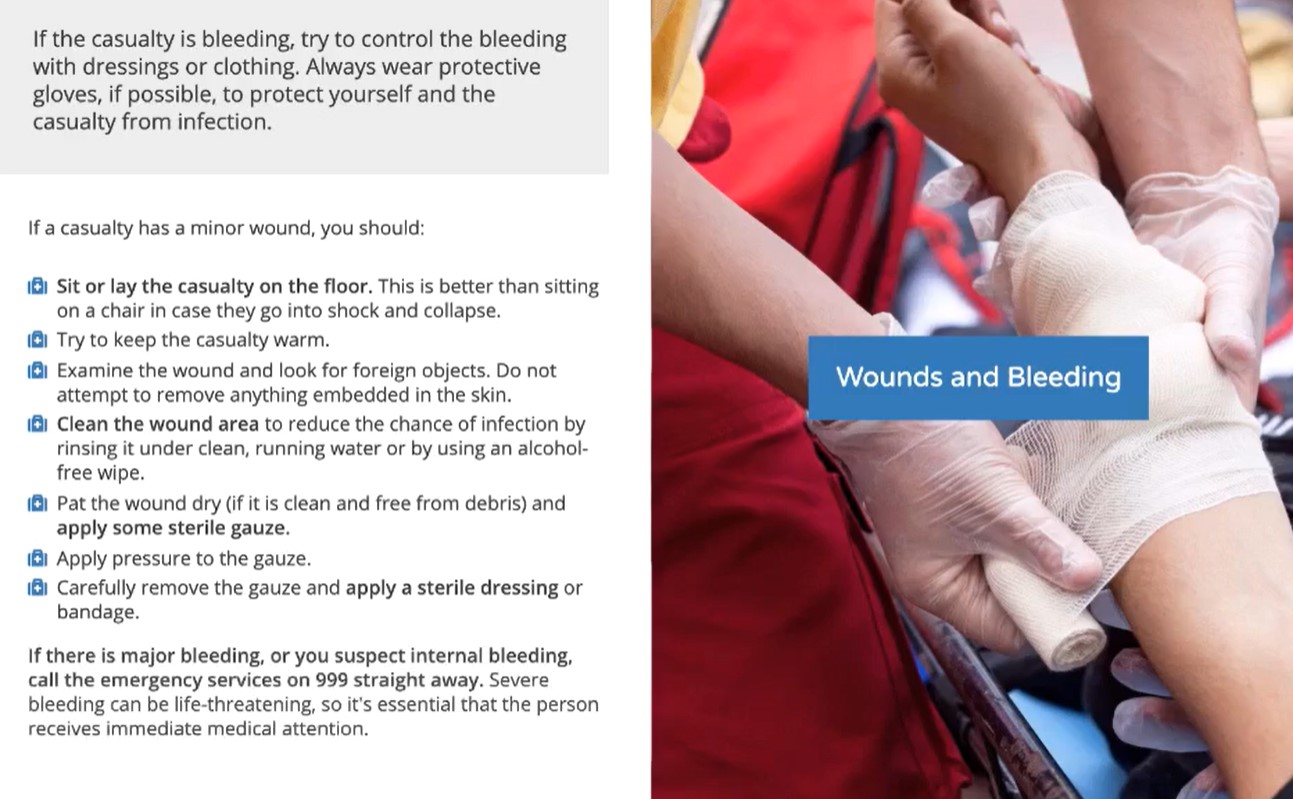 If the casualty is bleeding, try to control the bleeding
with dressings or clothing. Always wear protective
gloves, if possible, to protect yourself and the
casualty from infection.
If a casualty has a minor wound, you should:
Sit or lay the casualty on the floor. This is better than sitting
on a chair in case they go into shock and collapse.
Try to keep the casualty warm.
Examine the wound and look for foreign objects. Do not
attempt to remove anything embedded in the skin.
Clean the wound area to reduce the chance of infection by
rinsing it under clean, running water or by using an alcohol-
free wipe.
Pat the wound dry (if it is clean and free from debris) and
apply some sterile gauze.
Apply pressure to the gauze.
Carefully remove the gauze and apply a sterile dressing or
bandage.
If there is major bleeding, or you suspect internal bleeding,
call the emergency services on 999 straight away. Severe
bleeding can be life-threatening, so it's essential that the person
receives immediate medical attention.
Wounds and Bleeding